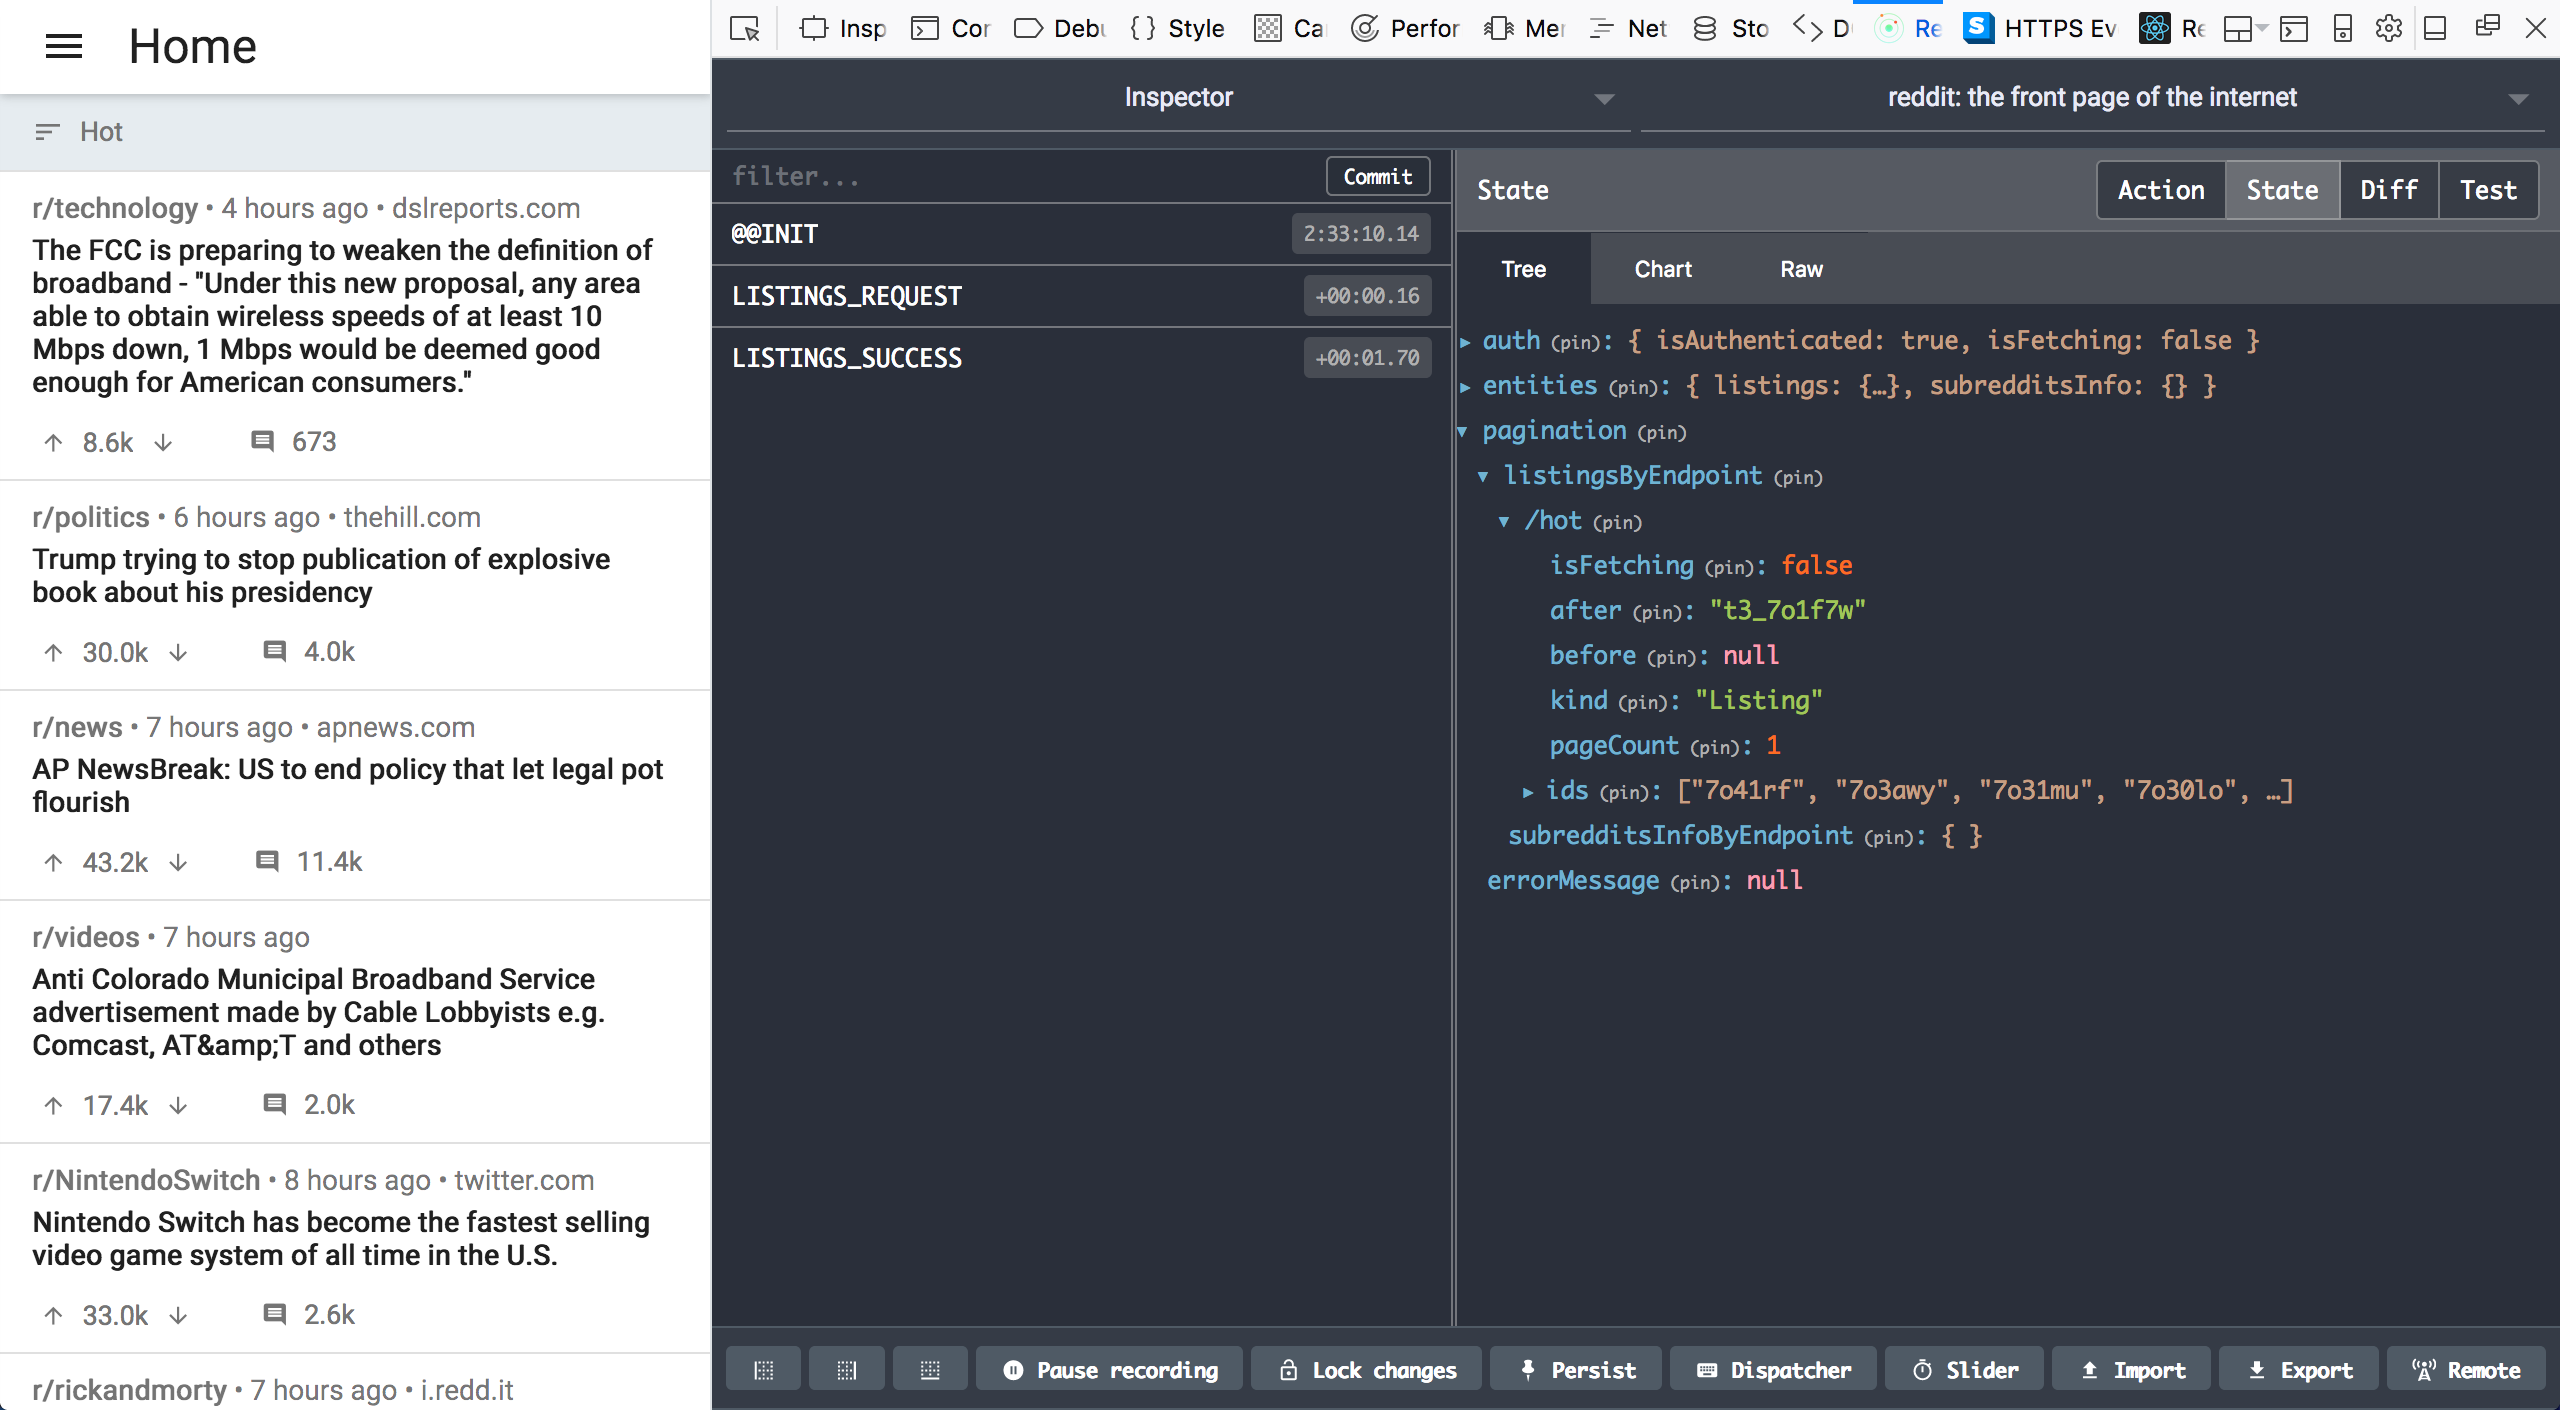 Home
Hot
r/technology • 4 hours ago • dslreports.com
The FCC is preparing to weaken the definition of
broadband - "Under this new proposal, any area
able to obtain wireless speeds of at least 10
Mbps down, 1 Mbps would be deemed good
enough for American consumers."
8.6k 673
r/politics • 6 hours ago • thehill.com
Trump trying to stop publication of explosive
book about his presidency
30.0k 4.0k
r/news • 7 hours ago • apnews.com
AP NewsBreak: US to end policy that let legal pot
flourish
43.2k 11.4k
r/videos • 7 hours ago
Anti Colorado Municipal Broadband Service
advertisement made by Cable Lobbyists e.g.
Comcast, AT&amp;T and others
17.4k 2.0k
r/NintendoSwitch • 8 hours ago • twitter.com
Nintendo Switch has become the fastest selling
video game system of all time in the U.S.
33.0k 2.6k
r/rickandmorty • 7 hours ago • i.redd.it
Insp Cor Debu {} Style Ca Perfor Mer Net Sto D Re S HTTPS Ev Re
Inspector
reddit: the front page of the internet
filter...
Commit
@@INIT 2:33:10.14
LISTINGS_REQUEST +00:00.16
LISTINGS_SUCCESS +00:01.70
State
Action State Diff Test
Tree Chart Raw
auth (pin): { isAuthenticated: true, isFetching: false }
entities (pin): { listings: {…}, subredditsInfo: {} }
pagination (pin)
listingsByEndpoint (pin)
/hot (pin)
isFetching (pin): false
after (pin): "t3_7o1f7w"
before (pin): null
kind (pin): "Listing"
pageCount (pin): 1
ids (pin): ["7o41rf", "7o3awy", "7o31mu", "7o30lo", …]
subredditsInfoByEndpoint (pin): { }
errorMessage (pin): null
Pause recording Lock changes Persist Dispatcher Slider Import Export Remote